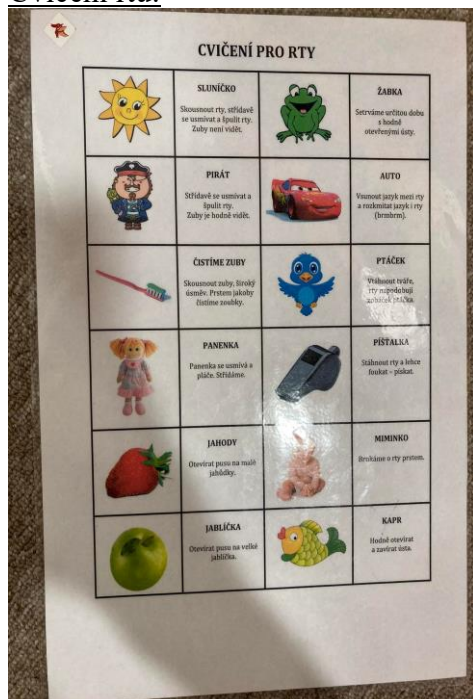 Cvičení rtů:
CVIČENÍ PRO RTY
SLUNÍČKO
Skousnout rty, střídavě
se usmívat a špulit rty.
Zuby není vidět.
ŽABKA
Setrváme určitou dobu
s hodně
otevřenými ústy.
PIRÁT
Střídavě se usmívat a
špulit rty.
Zuby je hodně vidět.
AUTO
Vsunout jazyk mezi rty
a rozkmitat jazyk i rty
(brmbrm).
ČISTÍME ZUBY
Skousnout zuby, široký
úsměv. Prstem jakoby
čistíme zoubky.
PTÁČEK
Vtáhnout tváře,
rty napodobují
zobáček ptáčka.
PANENKA
Panenka se usmívá a
pláče. Střídáme.
PÍŠŤALKA
Stáhnout rty a lehce
foukat – pískat.
JAHODY
Otevírat pusu na malé
jahůdky.
MIMINKO
Brnkáme o rty prstem.
JABLÍČKA
Otevírat pusu na velké
jablíčka.
KAPR
Hodně otevírat
a zavírat ústa.